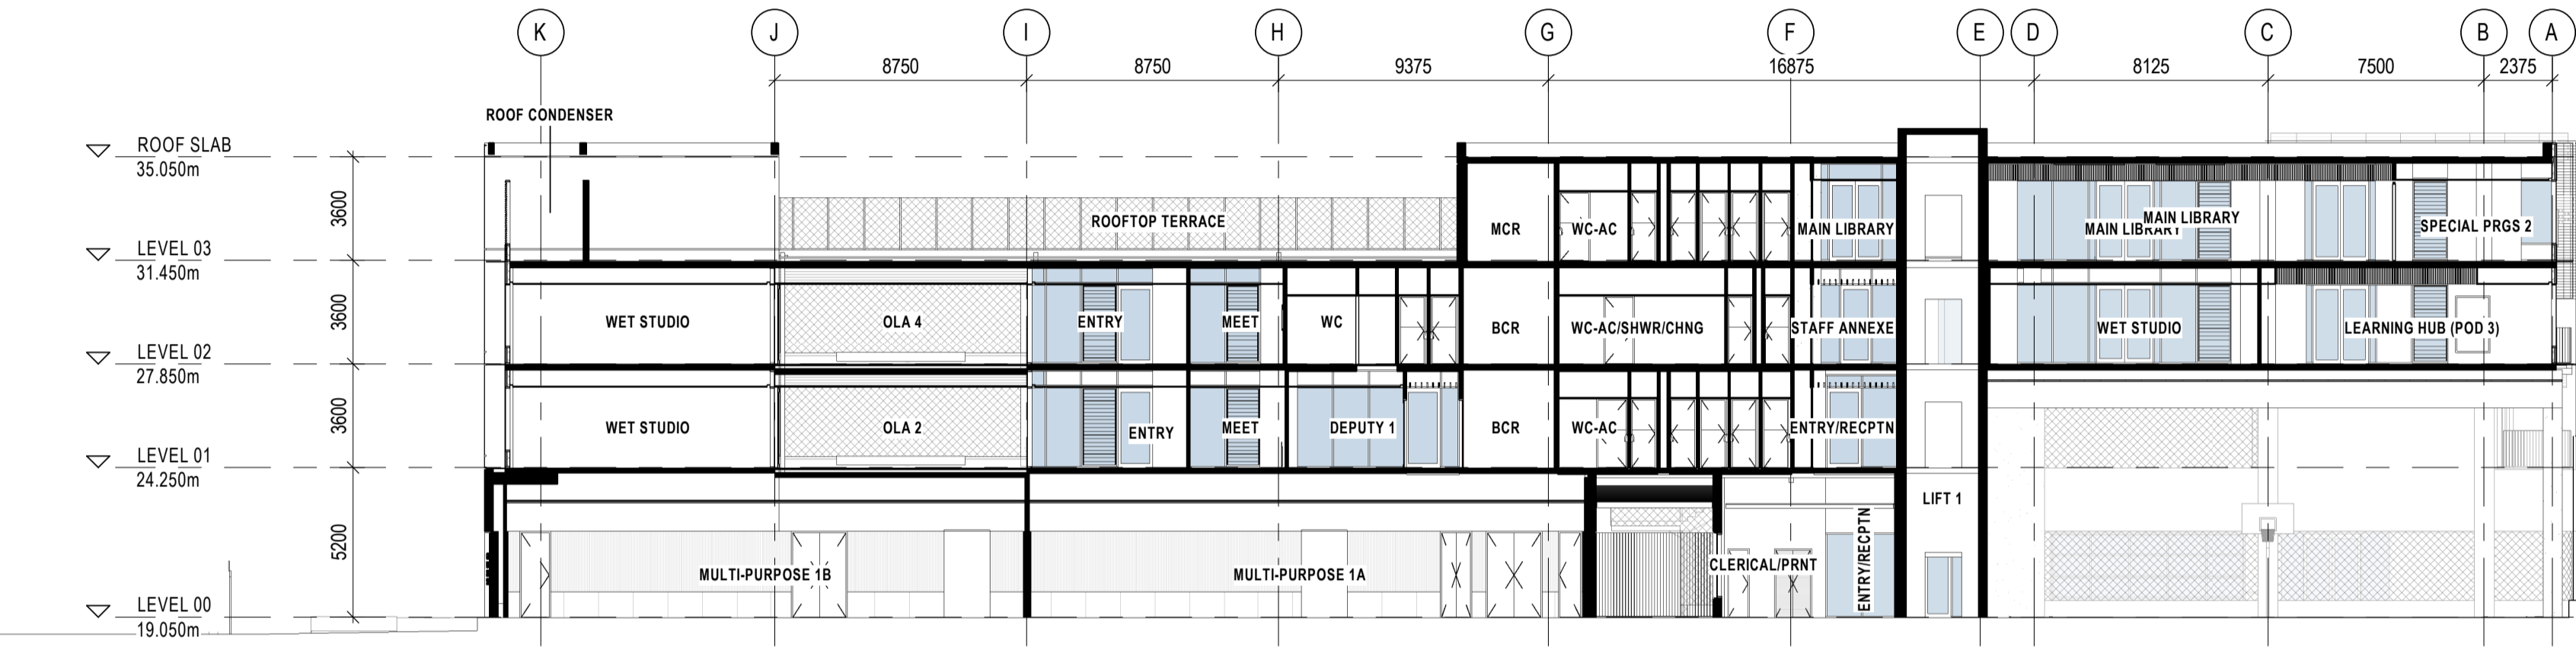 K J I H G F E D C B A
8750 8750 9375 16875 8125 7500 2375
ROOF CONDENSER
ROOF SLAB
35.050m
3600
ROOFTOP TERRACE
MCR
WC-AC
MAIN LIBRARY
MAIN LIBRARY
MAIN LIBRARY
SPECIAL PRGS 2
LEVEL 03
31.450m
3600
WET STUDIO
OLA 4
ENTRY
MEET
WC
BCR
WC-AC/SHWR/CHNG
STAFF ANNEXE
WET STUDIO
LEARNING HUB (POD 3)
LEVEL 02
27.850m
3600
WET STUDIO
OLA 2
ENTRY
MEET
DEPUTY 1
BCR
WC-AC
ENTRY/RECPTN
LEVEL 01
24.250m
5200
LIFT 1
MULTI-PURPOSE 1B
MULTI-PURPOSE 1A
CLERICAL/PRNT
ENTRY/RECPTN
LEVEL 00
19.050m